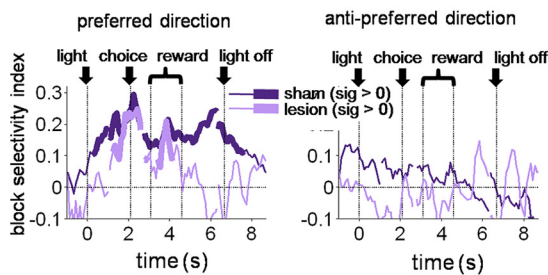 preferred direction
anti-preferred direction
light choice reward light off
light choice reward light off
block selectivity index
0.3
0.2
0.1
0
-0.1
sham (sig > 0)
lesion (sig > 0)
0.1
0
-0.1
0 2 4 6 8
0 2 4 6 8
time (s)
time (s)